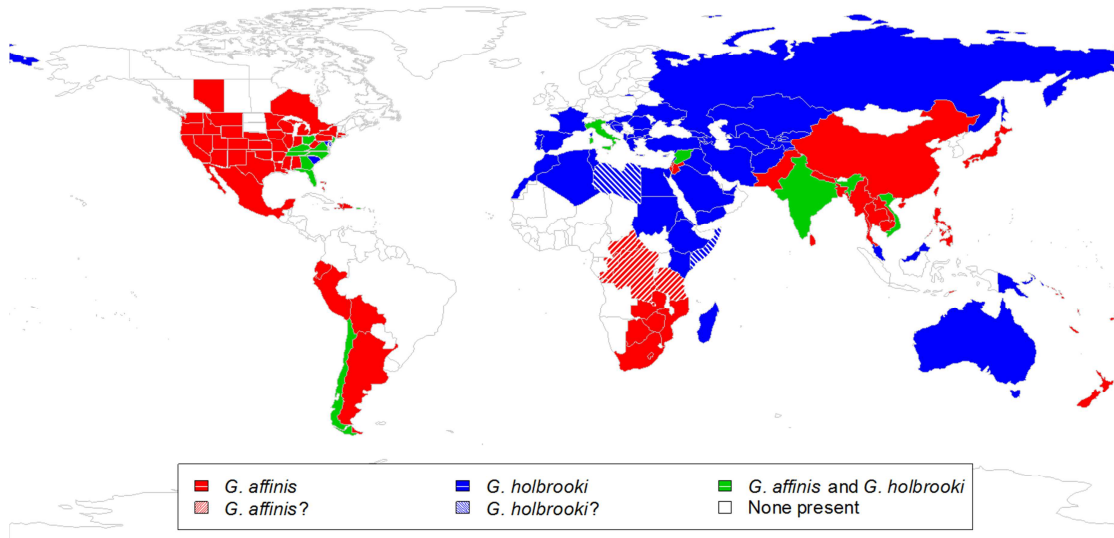 G. affinis
G. holbrooki
G. affinis and G. holbrooki
G. affinis?
G. holbrooki?
None present